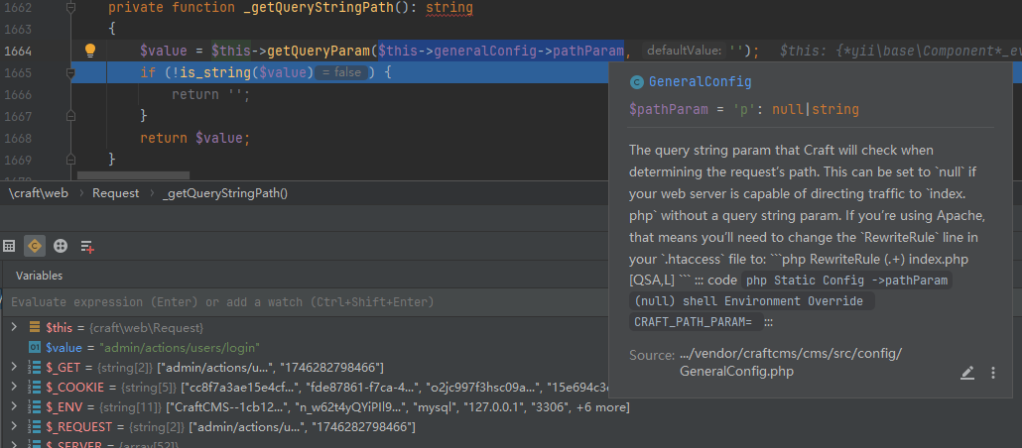 1662 private function _getQueryStringPath(): string
1663 {
1664 $value = $this->getQueryParam($this->generalConfig->pathParam, defaultValue: ''); $this: {*yii\base\Component*_ev
1665 if (!is_string($value) = false ) {
1666 return '';
1667 }
1668 return $value;
1669 }
GeneralConfig
$pathParam = 'p': null|string
The query string param that Craft will check when
determining the request's path. This can be set to `null` if
your web server is capable of directing traffic to `index.
php` without a query string param. If you're using Apache,
that means you'll need to change the `RewriteRule` line in
your `.htaccess` file to: ```php RewriteRule (.+) index.php
[QSA,L] ``` ::: code php Static Config ->pathParam
(null) shell Environment Override
CRAFT_PATH_PARAM= :::
Source: .../vendor/craftcms/cms/src/config/
GeneralConfig.php
\craft\web > Request > _getQueryStringPath()
Variables
Evaluate expression (Enter) or add a watch (Ctrl+Shift+Enter)
$this = {craft\web\Request}
$value = "admin/actions/users/login"
$_GET = {string[2]} ["admin/actions/u...", "1746282798466"]
$_COOKIE = {string[5]} ["cc8f7a3ae15e4cf...", "fde87861-f7ca-4...", "o2jc997f3hsc09a...", "15e694c3
$_ENV = {string[11]} ["CraftCMS--1cb12...", "n_w62t4yQYiPIl9...", "mysql", "127.0.0.1", "3306", +6 more]
$_REQUEST = {string[2]} ["admin/actions/u...", "1746282798466"]
$_SERVER = {array[52]}